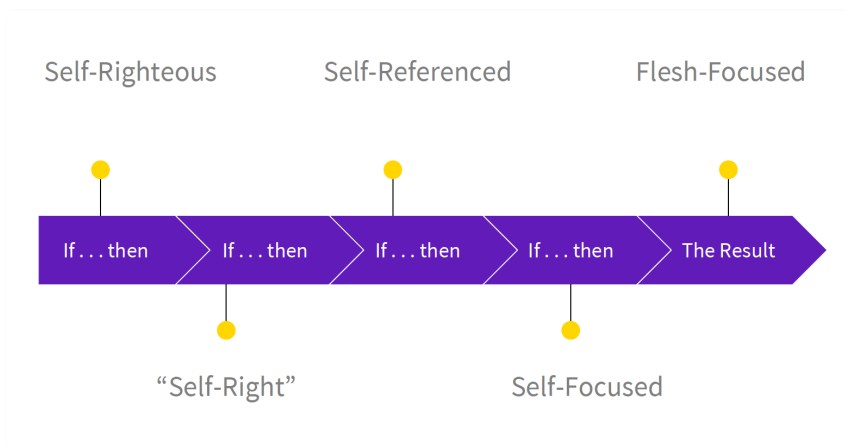 Self-Righteous Self-Referenced Flesh-Focused
If . . . then If . . . then If . . . then If . . . then The Result
“Self-Right” Self-Focused